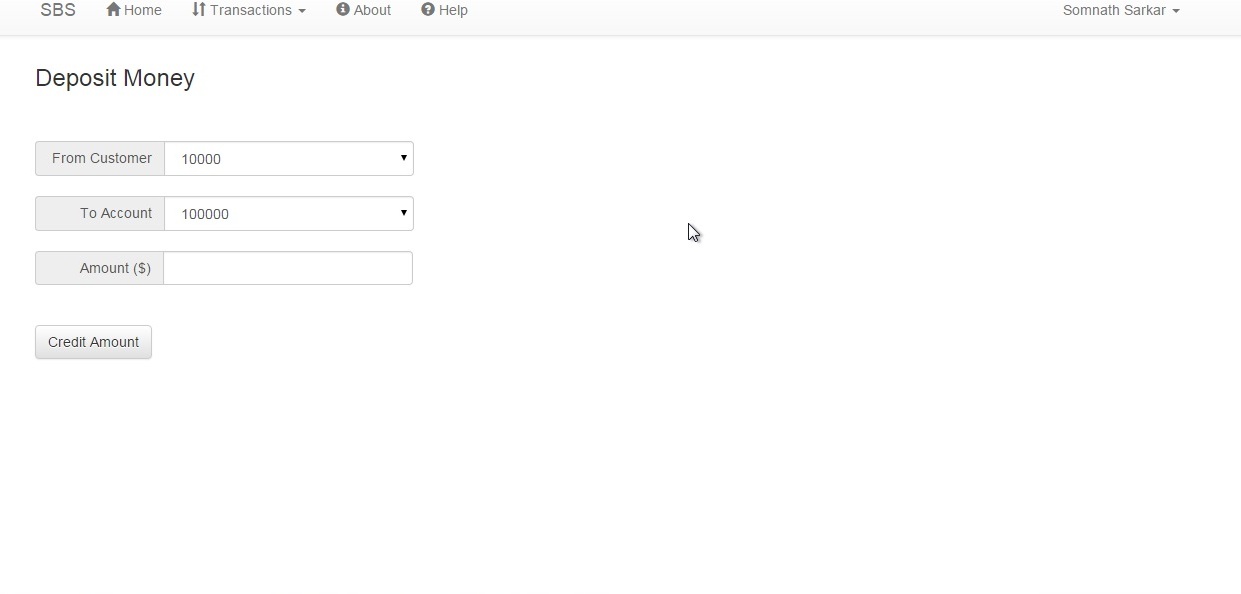 SBS Home Transactions About Help Somnath Sarkar
Deposit Money
From Customer 10000
To Account 100000
Amount ($)
Credit Amount